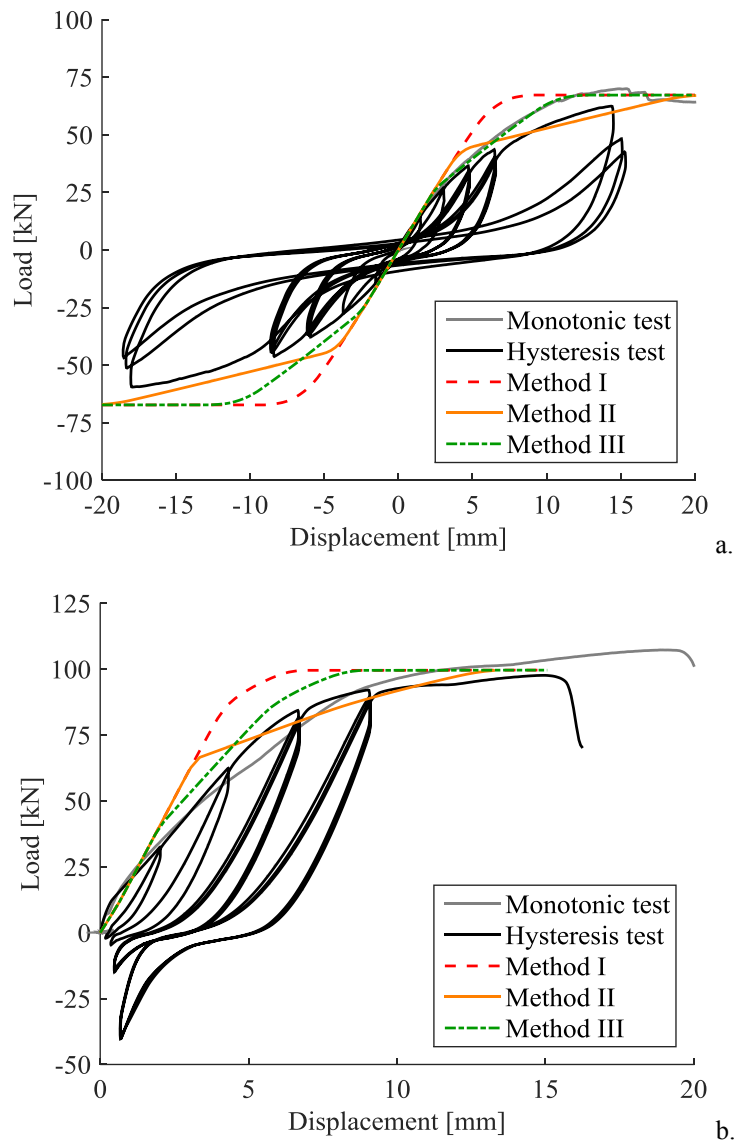 100
75
50
25
0
-25
-50
-75
-100
Load [kN]
-20 -15 -10 -5 0 5 10 15 20
Displacement [mm]
Monotonic test
Hysteresis test
Method I
Method II
Method III
a.
125
100
75
50
25
0
-25
-50
Load [kN]
0 5 10 15 20
Displacement [mm]
Monotonic test
Hysteresis test
Method I
Method II
Method III
b.